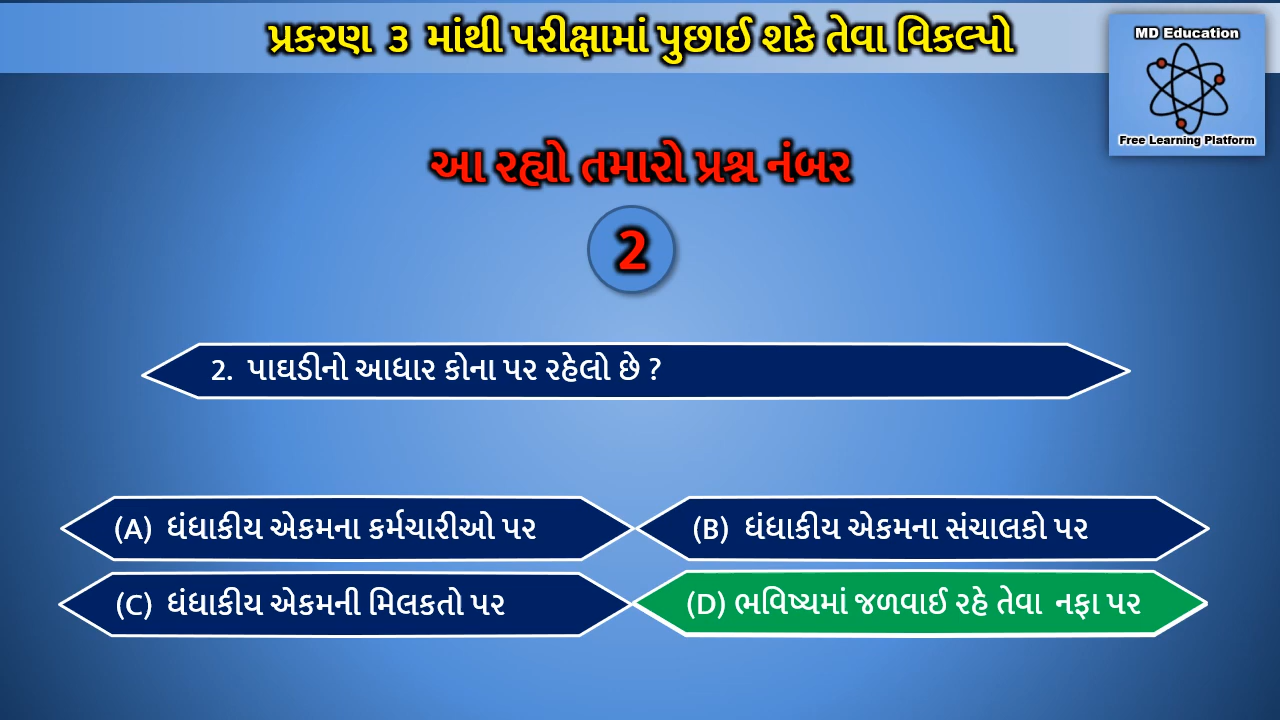 પ્રકરણ ૩ માંથી પરીક્ષામાં પુછાઈ શકે તેવા વિકલ્પો
MD Education
Free Learning Platform
આ રહ્યો તમારો પ્રશ્ન નંબર
2
2. પાઘડીનો આધાર કોના પર રહેલો છે ?
(A) ધંધાકીય એકમના કર્મચારીઓ પર
(B) ધંધાકીય એકમના સંચાલકો પર
(C) ધંધાકીય એકમની મિલકતો પર
(D) ભવિષ્યમાં જળવાઈ રહે તેવા નફા પર